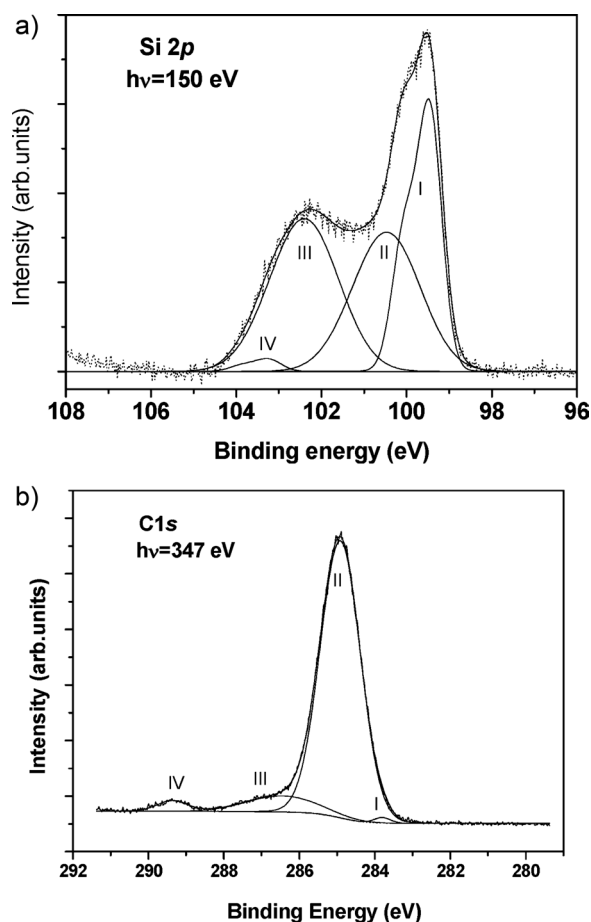 a)
Si 2p
hν=150 eV
Intensity (arb.units)
I
II
III
IV
108 106 104 102 100 98 96
Binding energy (eV)
b)
C1s
hν=347 eV
Intensity (arb.units)
II
III
IV
I
292 290 288 286 284 282 280
Binding Energy (eV)